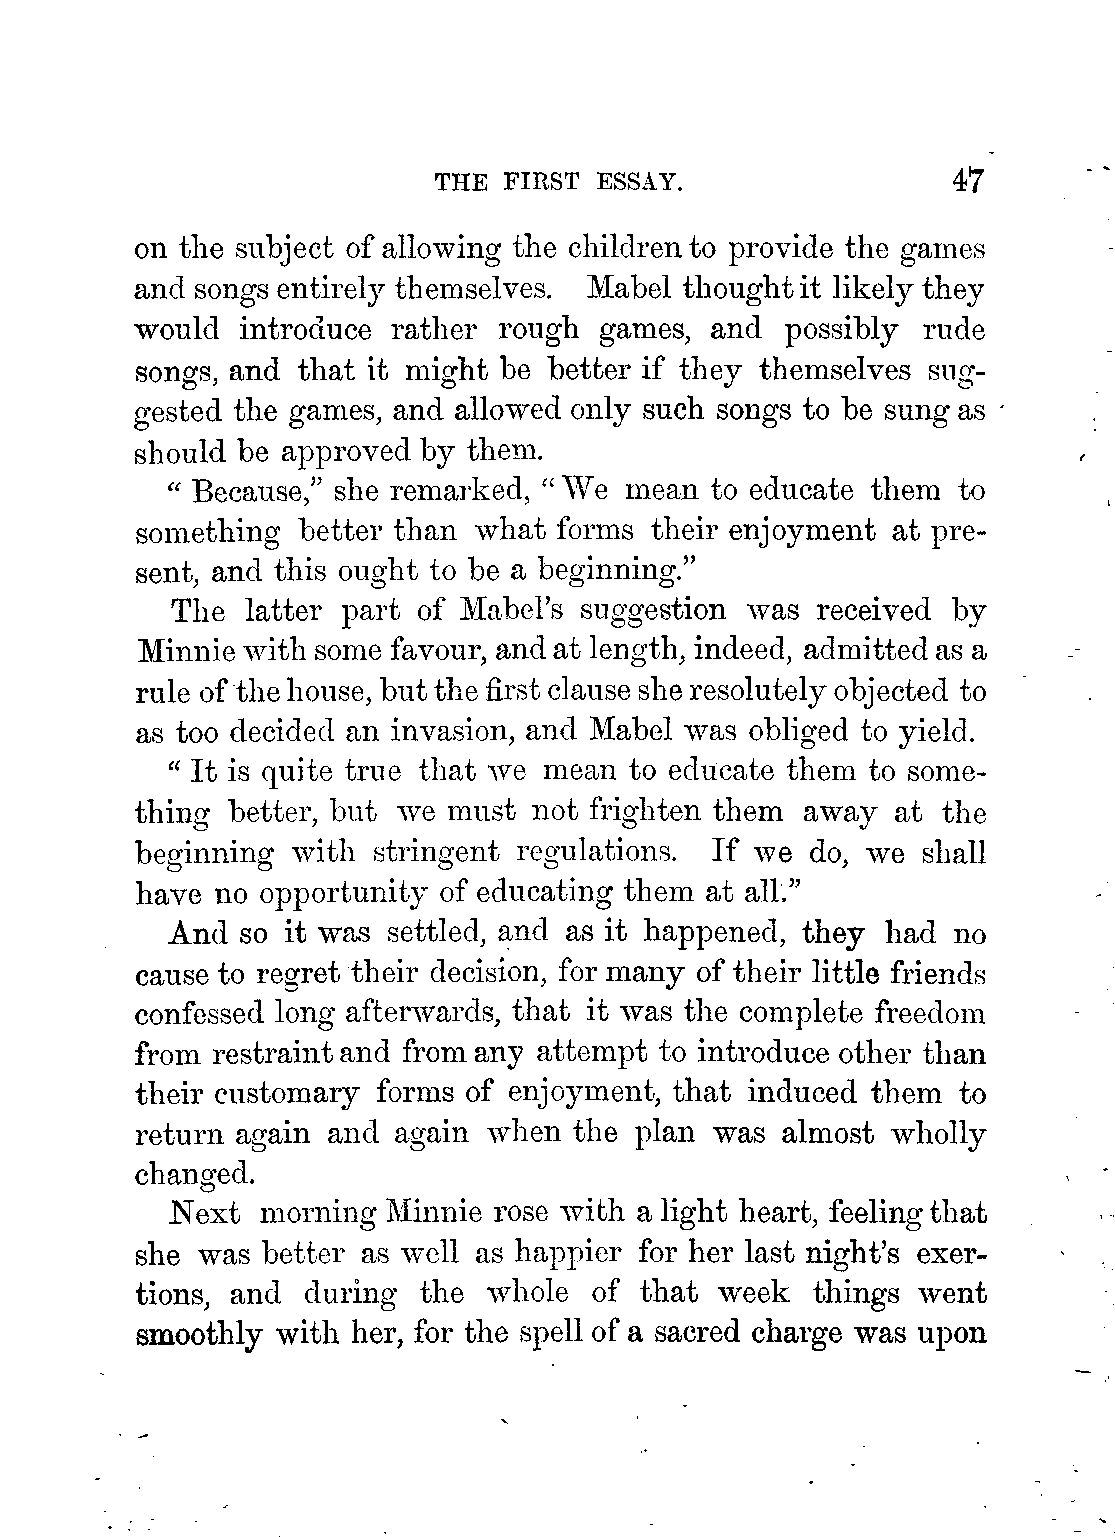 THE FIRST ESSAY. 47
on the subject of allowing the children to provide the games
and songs entirely themselves. Mabel thought it likely they
would introduce rather rough games, and possibly rude
songs, and that it might be better if they themselves sug-
gested the games, and allowed only such songs to be sung as
should be approved by them.
“ Because,” she remarked, “ We mean to educate them to
something better than what forms their enjoyment at pre-
sent, and this ought to be a beginning.”
The latter part of Mabel’s suggestion was received by
Minnie with some favour, and at length, indeed, admitted as a
rule of the house, but the first clause she resolutely objected to
as too decided an invasion, and Mabel was obliged to yield.
“ It is quite true that we mean to educate them to some-
thing better, but we must not frighten them away at the
beginning with stringent regulations. If we do, we shall
have no opportunity of educating them at all.”
And so it was settled, and as it happened, they had no
cause to regret their decision, for many of their little friends
confessed long afterwards, that it was the complete freedom
from restraint and from any attempt to introduce other than
their customary forms of enjoyment, that induced them to
return again and again when the plan was almost wholly
changed.
Next morning Minnie rose with a light heart, feeling that
she was better as well as happier for her last night’s exer-
tions, and during the whole of that week things went
smoothly with her, for the spell of a sacred charge was upon